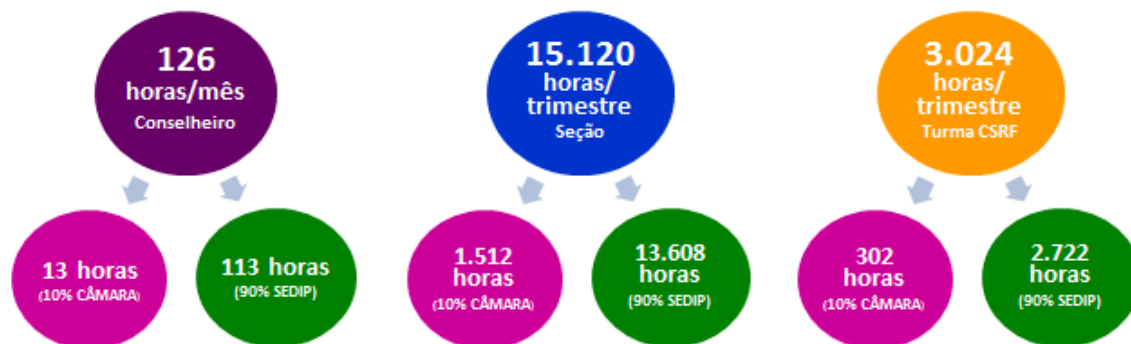 126
horas/mês
Conselheiro
13 horas
(10% CÂMARA)
113 horas
(90% SEDIP)
15.120
horas/
trimestre
Seção
1.512
horas
(10% CÂMARA)
13.608
horas
(90% SEDIP)
3.024
horas/
trimestre
Turma CSRF
302
horas
(10% CÂMARA)
2.722
horas
(90% SEDIP)